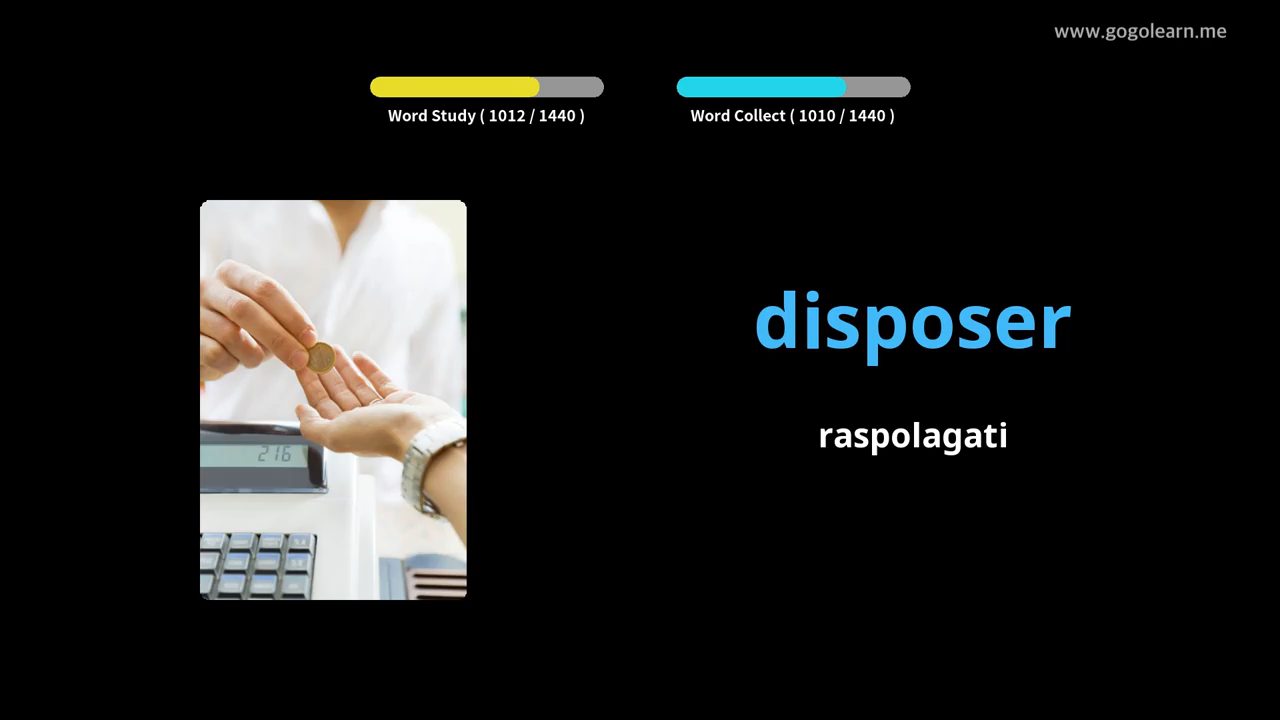 www.gogolearn.me
Word Study ( 1012 / 1440 )
Word Collect ( 1010 / 1440 )
disposer
raspolagati
216